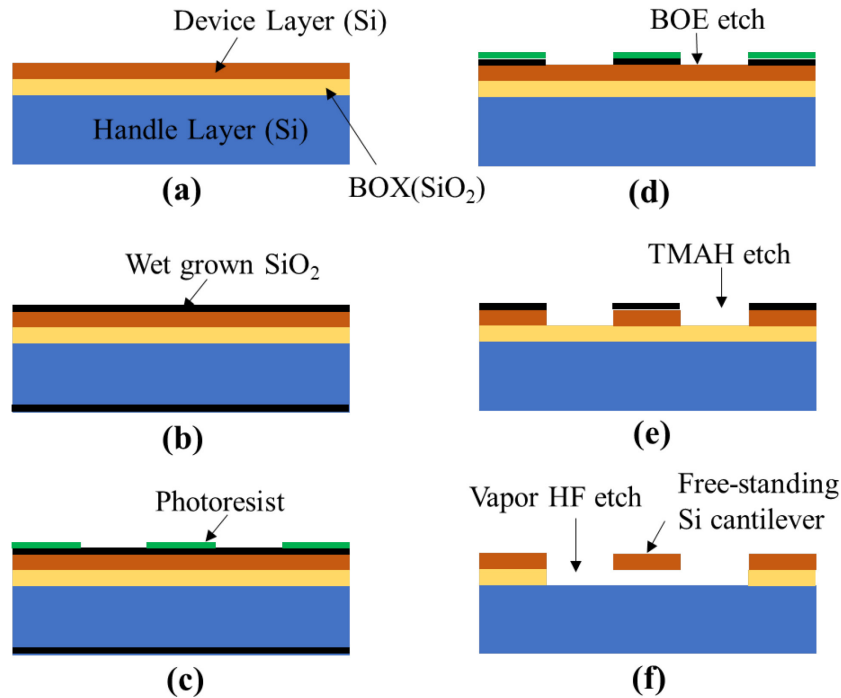 Device Layer (Si)
Handle Layer (Si)
BOX(SiO₂)
(a)
Wet grown SiO₂
(b)
Photoresist
(c)
BOE etch
(d)
TMAH etch
(e)
Vapor HF etch
Free-standing
Si cantilever
(f)